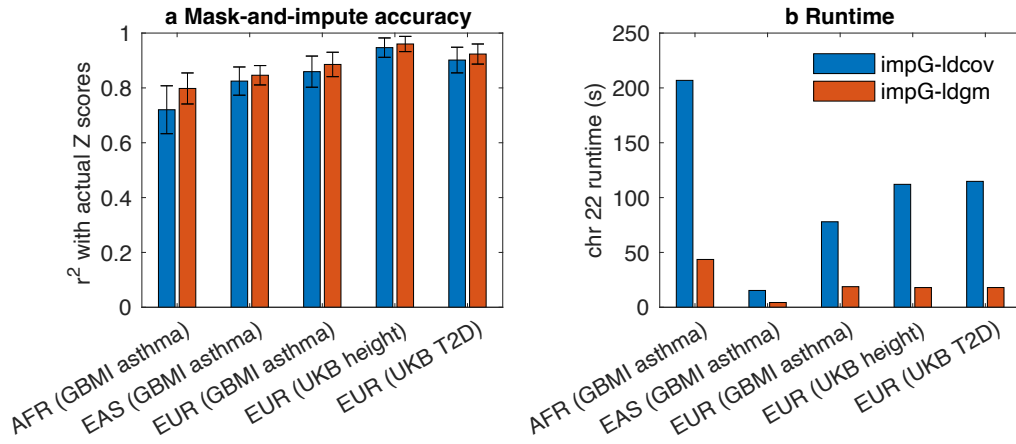 a Mask-and-impute accuracy
r² with actual Z scores
1
0.8
0.6
0.4
0.2
0
AFR (GBMI asthma)
EAS (GBMI asthma)
EUR (GBMI asthma)
EUR (UKB height)
EUR (UKB T2D)
b Runtime
chr 22 runtime (s)
250
200
150
100
50
0
impG-ldcov
impG-ldgm
AFR (GBMI asthma)
EAS (GBMI asthma)
EUR (GBMI asthma)
EUR (UKB height)
EUR (UKB T2D)